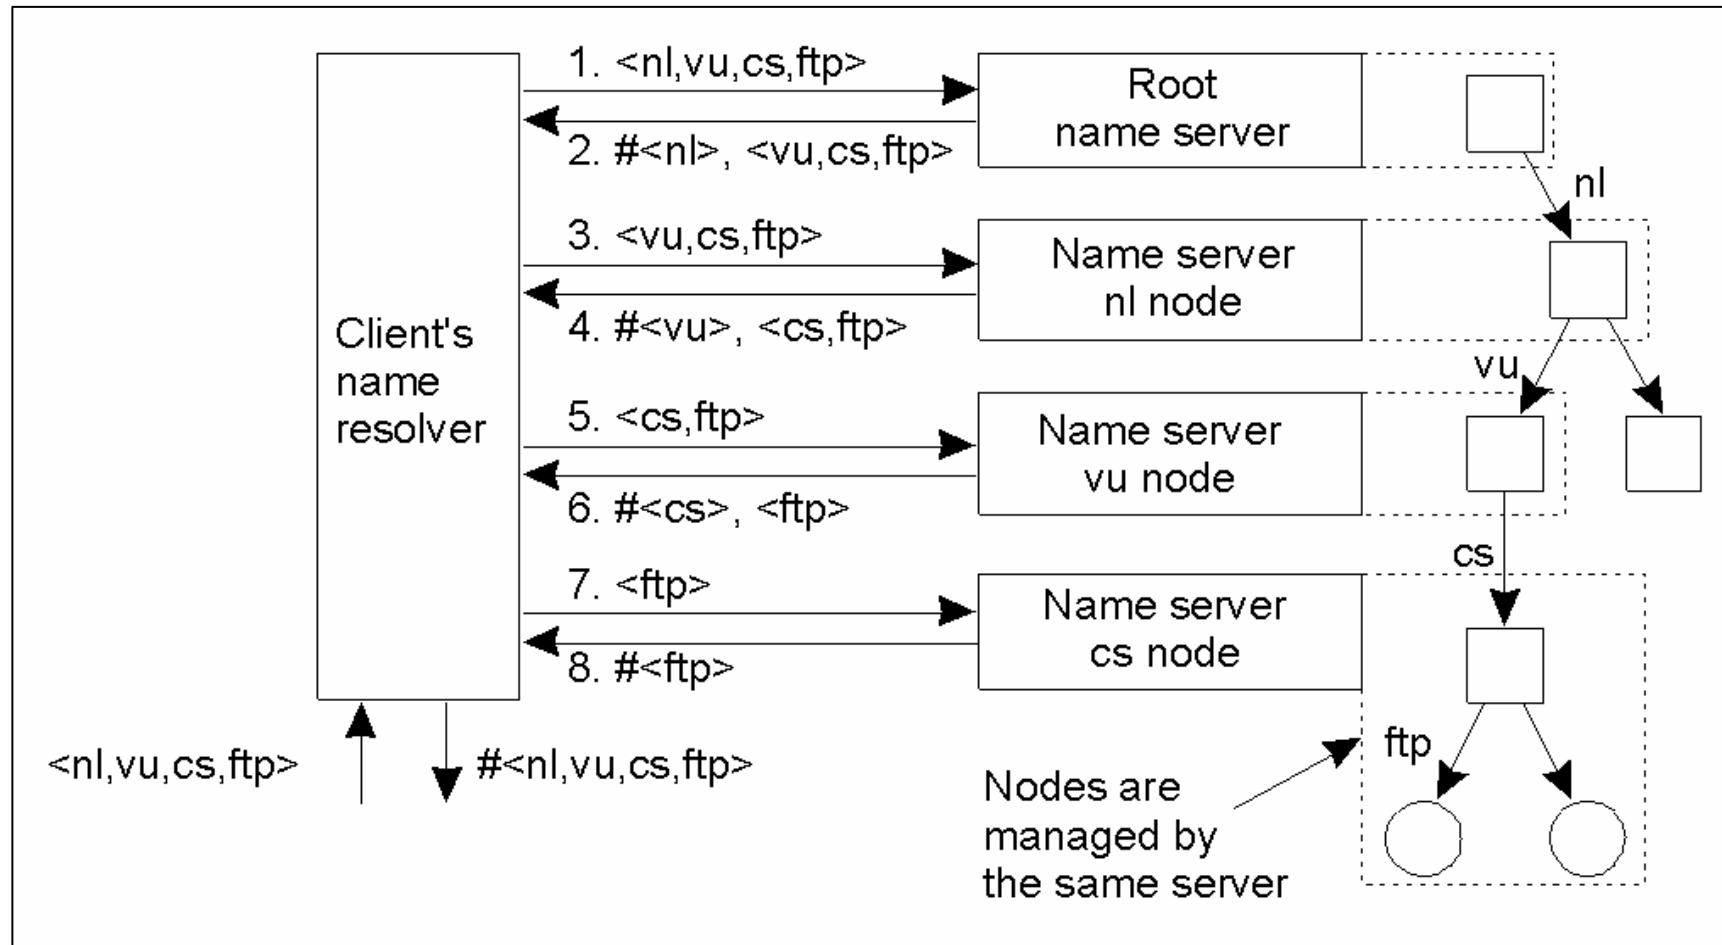 1. <nl,vu,cs,ftp>
Root
name server
2. #<nl>, <vu,cs,ftp>
nl
3. <vu,cs,ftp>
Name server
nl node
4. #<vu>, <cs,ftp>
Client's
name
resolver
vu
5. <cs,ftp>
Name server
vu node
6. #<cs>, <ftp>
cs
7. <ftp>
Name server
cs node
8. #<ftp>
ftp
<nl,vu,cs,ftp>
#<nl,vu,cs,ftp>
Nodes are
managed by
the same server